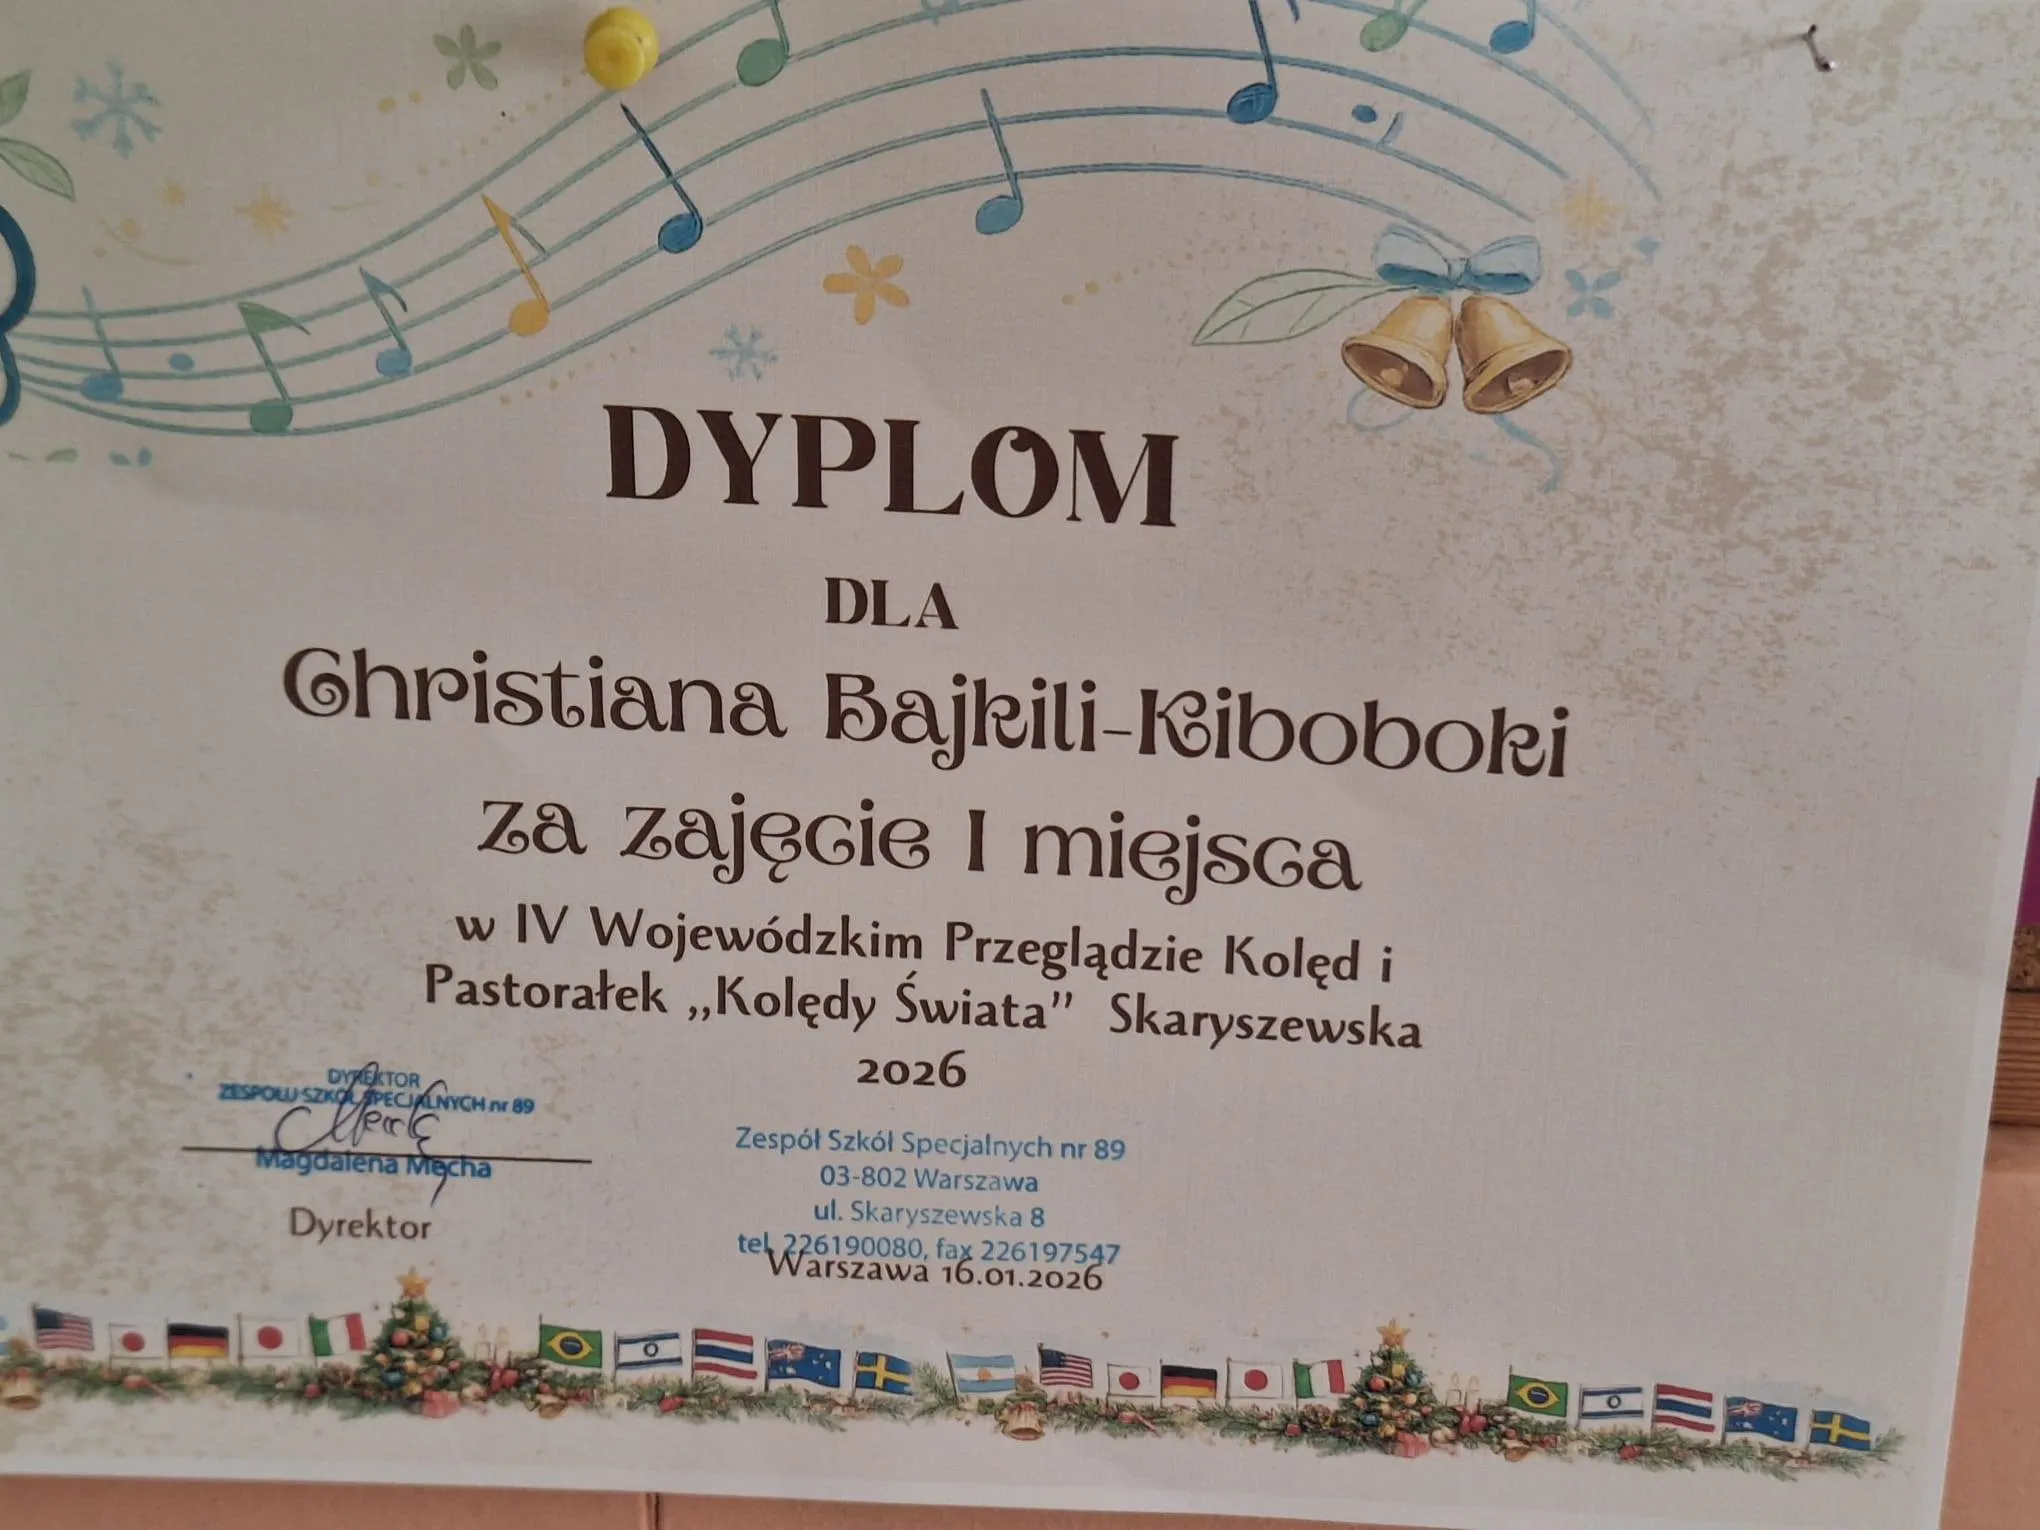 DYPLOM
DLA
Christiana Bajkili-Kiboboki
za zajęcie I miejsca
w IV Wojewódzkim Przeglądzie Kolęd i
Pastorałek „Kolędy Świata” Skaryszewska
2026
DYREKTOR
ZESPOŁU SZKÓŁ SPECJALNYCH nr 89
Magdalena Męcha
Dyrektor
Zespół Szkół Specjalnych nr 89
03-802 Warszawa
ul. Skaryszewska 8
tel. 226190080, fax 226197547
Warszawa 16.01.2026